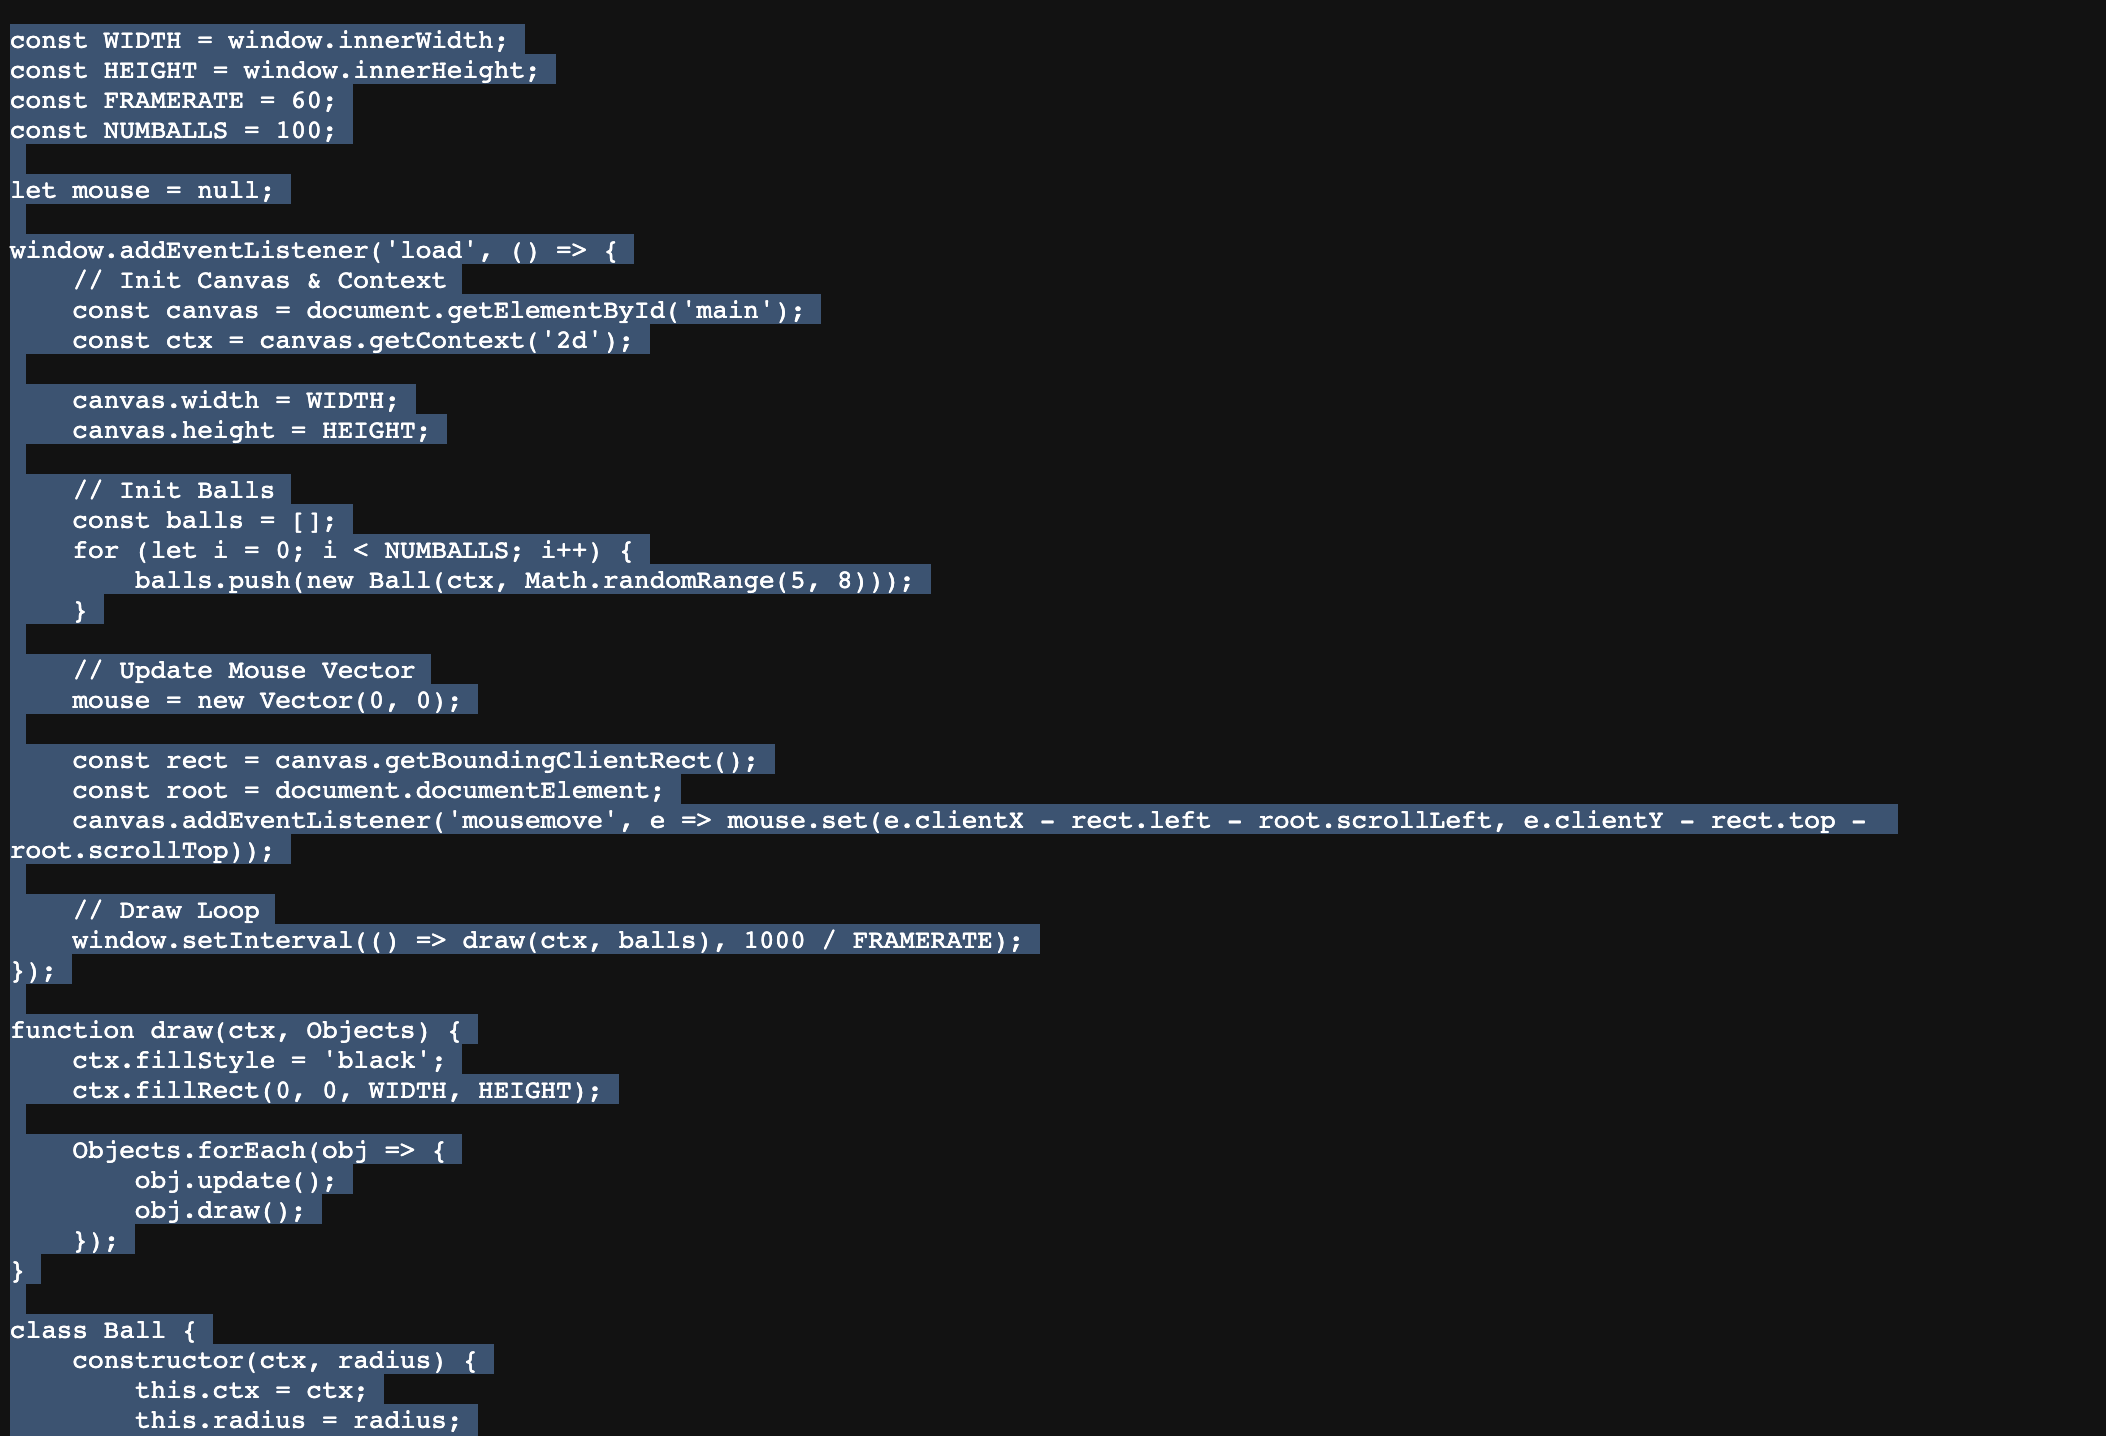 const WIDTH = window.innerWidth;
const HEIGHT = window.innerHeight;
const FRAMERATE = 60;
const NUMBALLS = 100;

let mouse = null;

window.addEventListener('load', () => {
    // Init Canvas & Context
    const canvas = document.getElementById('main');
    const ctx = canvas.getContext('2d');

    canvas.width = WIDTH;
    canvas.height = HEIGHT;

    // Init Balls
    const balls = [];
    for (let i = 0; i < NUMBALLS; i++) {
        balls.push(new Ball(ctx, Math.randomRange(5, 8)));
    }

    // Update Mouse Vector
    mouse = new Vector(0, 0);

    const rect = canvas.getBoundingClientRect();
    const root = document.documentElement;
    canvas.addEventListener('mousemove', e => mouse.set(e.clientX - rect.left - root.scrollLeft, e.clientY - rect.top -
root.scrollTop));

    // Draw Loop
    window.setInterval(() => draw(ctx, balls), 1000 / FRAMERATE);
});

function draw(ctx, Objects) {
    ctx.fillStyle = 'black';
    ctx.fillRect(0, 0, WIDTH, HEIGHT);

    Objects.forEach(obj => {
        obj.update();
        obj.draw();
    });
}

class Ball {
    constructor(ctx, radius) {
        this.ctx = ctx;
        this.radius = radius;